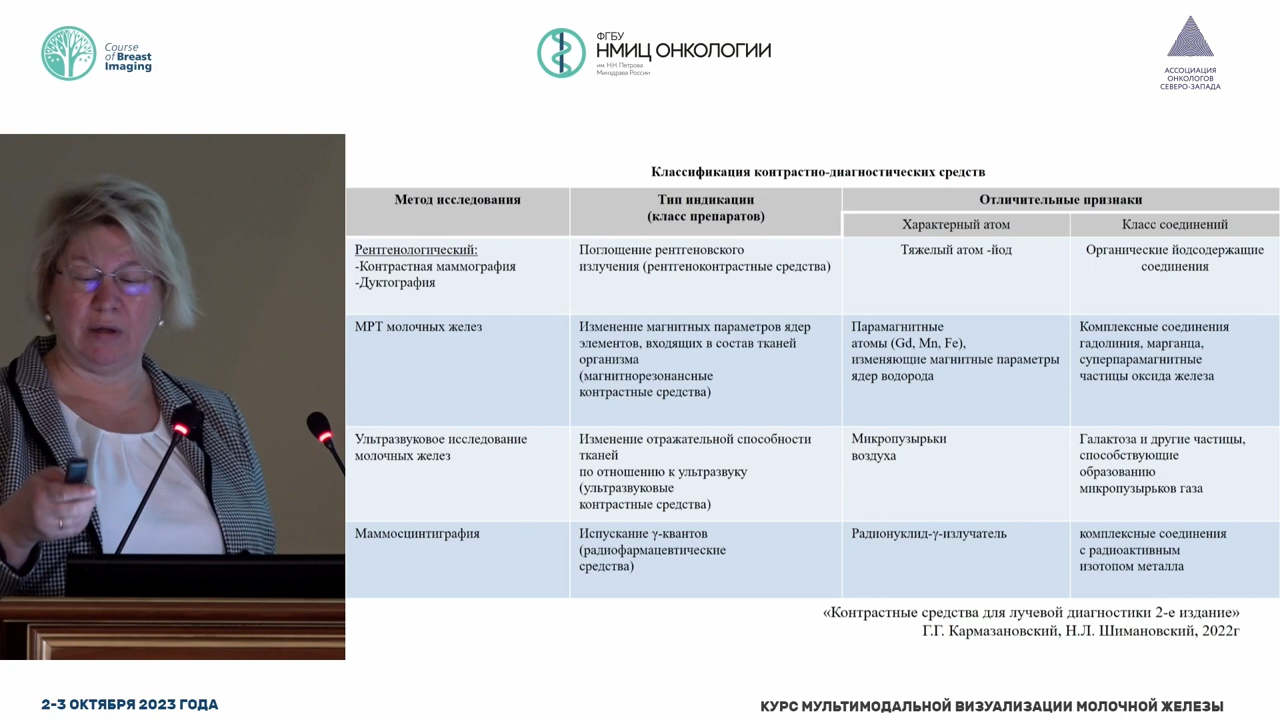 Course
of Breast
Imaging
ФГБУ
НМИЦ ОНКОЛОГИИ
им. Н.Н. Петрова
Минздрава России
АССОЦИАЦИЯ
ОНКОЛОГОВ
СЕВЕРО-ЗАПАДА
Классификация контрастно-диагностических средств
Метод исследования
Тип индикации
(класс препаратов)
Отличительные признаки
Характерный атом
Класс соединений
Рентгенологический:
-Контрастная маммография
-Дуктография
Поглощение рентгеновского
излучения (рентгеноконтрастные средства)
Тяжелый атом -йод
Органические йодсодержащие
соединения
МРТ молочных желез
Изменение магнитных параметров ядер
элементов, входящих в состав тканей
организма
(магнитнорезонансные
контрастные средства)
Парамагнитные
атомы (Gd, Mn, Fe),
изменяющие магнитные параметры
ядер водорода
Комплексные соединения
гадолиния, марганца,
суперпарамагнитные
частицы оксида железа
Ультразвуковое исследование
молочных желез
Изменение отражательной способности
тканей
по отношению к ультразвуку
(ультразвуковые
контрастные средства)
Микропузырьки
воздуха
Галактоза и другие частицы,
способствующие
образованию
микропузырьков газа
Маммосцинтиграфия
Испускание γ-квантов
(радиофармацевтические
средства)
Радионуклид-γ-излучатель
комплексные соединения
с радиоактивным
изотопом металла
«Контрастные средства для лучевой диагностики 2-е издание»
Г.Г. Кармазановский, Н.Л. Шимановский, 2022г
2-3 ОКТЯБРЯ 2023 ГОДА
КУРС МУЛЬТИМОДАЛЬНОЙ ВИЗУАЛИЗАЦИИ МОЛОЧНОЙ ЖЕЛЕЗЫ